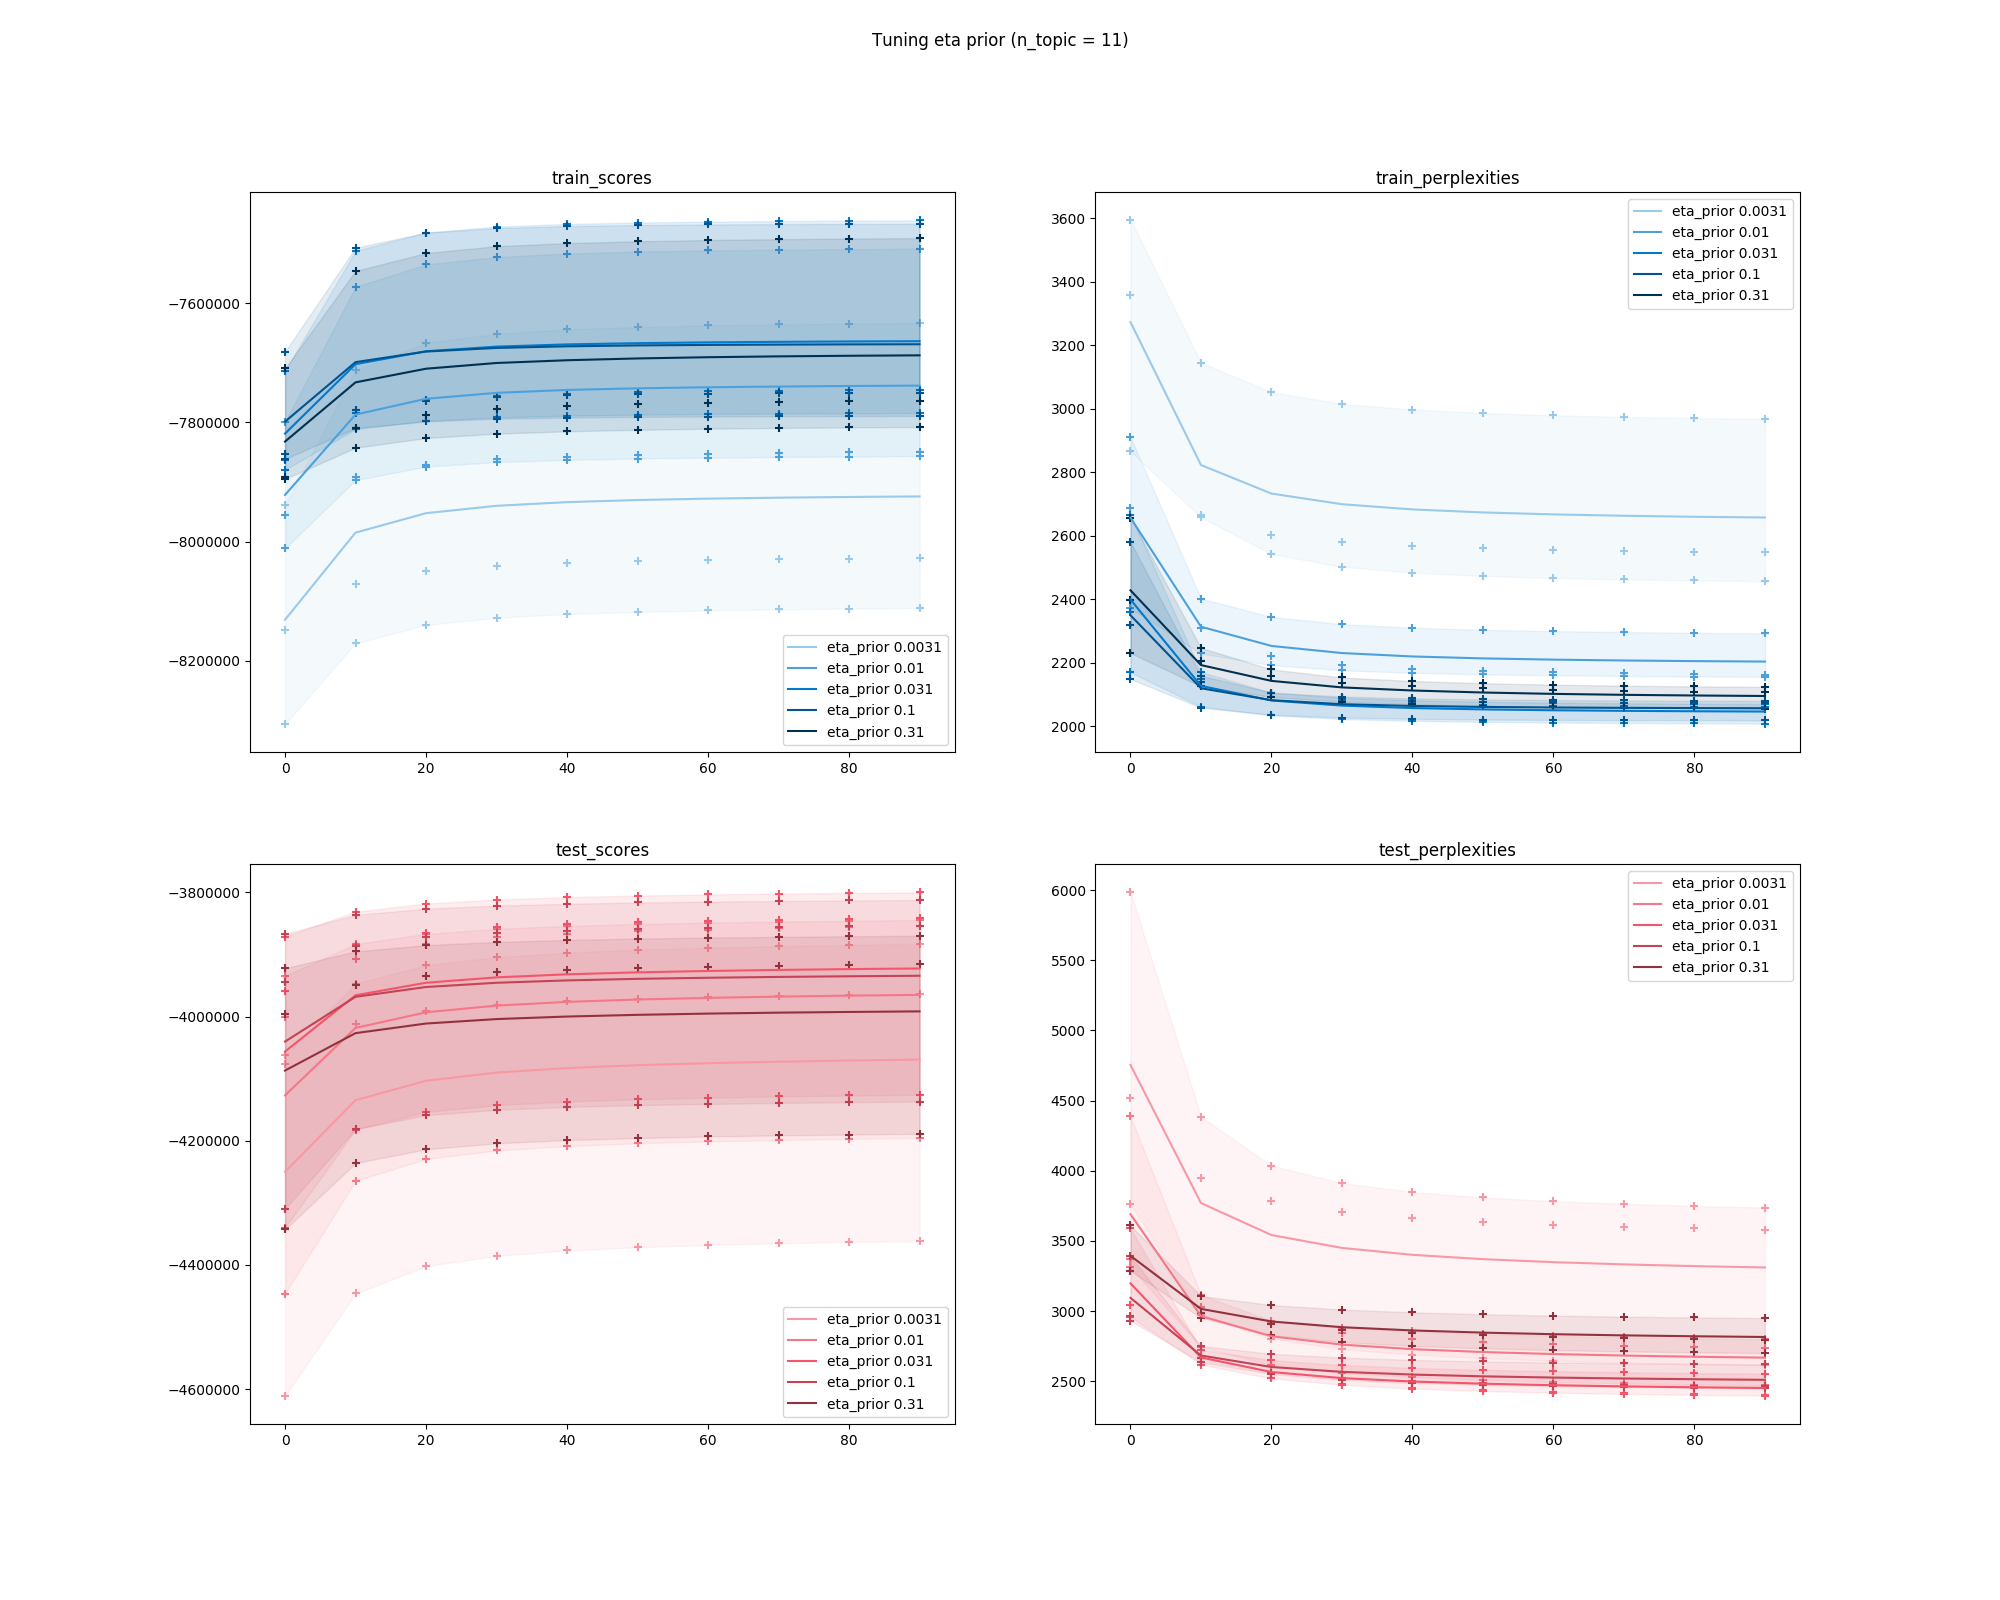 Tuning eta prior (n_topic = 11)
train_scores
−7600000
−7800000
−8000000
−8200000
0
20
40
60
80
eta_prior 0.0031
eta_prior 0.01
eta_prior 0.031
eta_prior 0.1
eta_prior 0.31
train_perplexities
3600
3400
3200
3000
2800
2600
2400
2200
2000
0
20
40
60
80
eta_prior 0.0031
eta_prior 0.01
eta_prior 0.031
eta_prior 0.1
eta_prior 0.31
test_scores
−3800000
−4000000
−4200000
−4400000
−4600000
0
20
40
60
80
eta_prior 0.0031
eta_prior 0.01
eta_prior 0.031
eta_prior 0.1
eta_prior 0.31
test_perplexities
6000
5500
5000
4500
4000
3500
3000
2500
0
20
40
60
80
eta_prior 0.0031
eta_prior 0.01
eta_prior 0.031
eta_prior 0.1
eta_prior 0.31